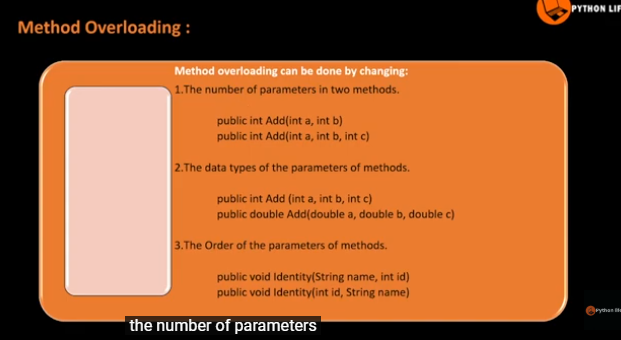 PYTHON LIF
Method Overloading :
Method overloading can be done by changing:
1.The number of parameters in two methods.
public int Add(int a, int b)
public int Add(int a, int b, int c)
2.The data types of the parameters of methods.
public int Add (int a, int b, int c)
public double Add(double a, double b, double c)
3.The Order of the parameters of methods.
public void Identity(String name, int id)
public void Identity(int id, String name)
Python life
the number of parameters